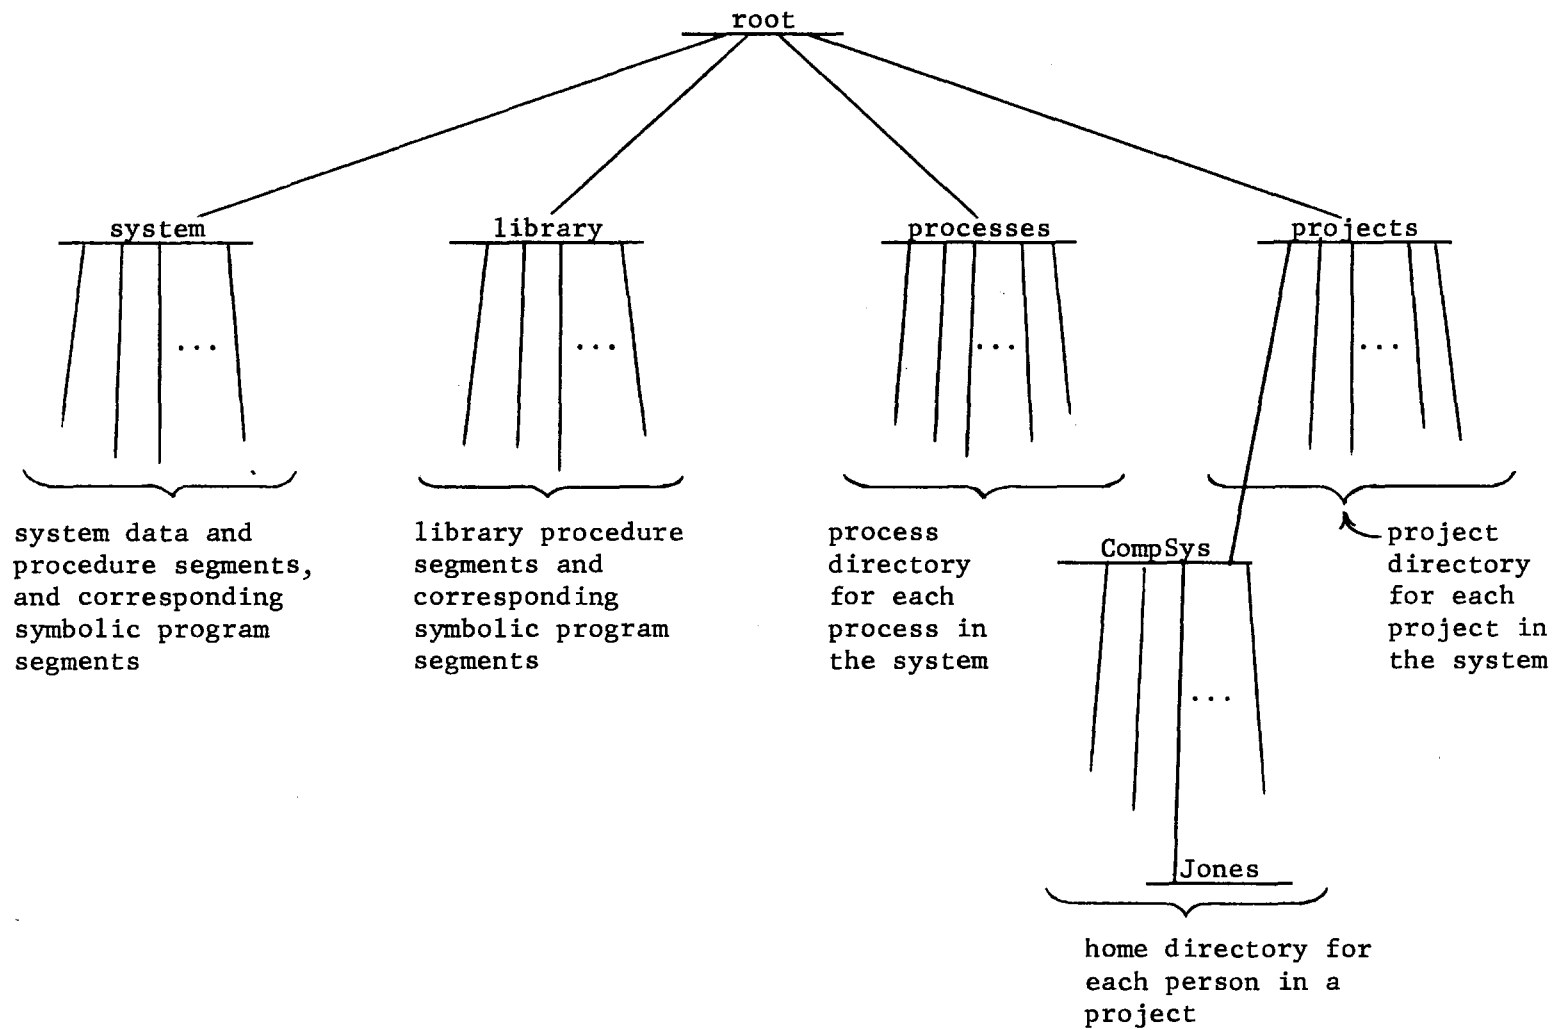 root
system
library
processes
projects
...
...
...
...
system data and
procedure segments,
and corresponding
symbolic program
segments
library procedure
segments and
corresponding
symbolic program
segments
process
directory
for each
process in
the system
project
directory
for each
project in
the system
CompSys
...
Jones
home directory for
each person in a
project